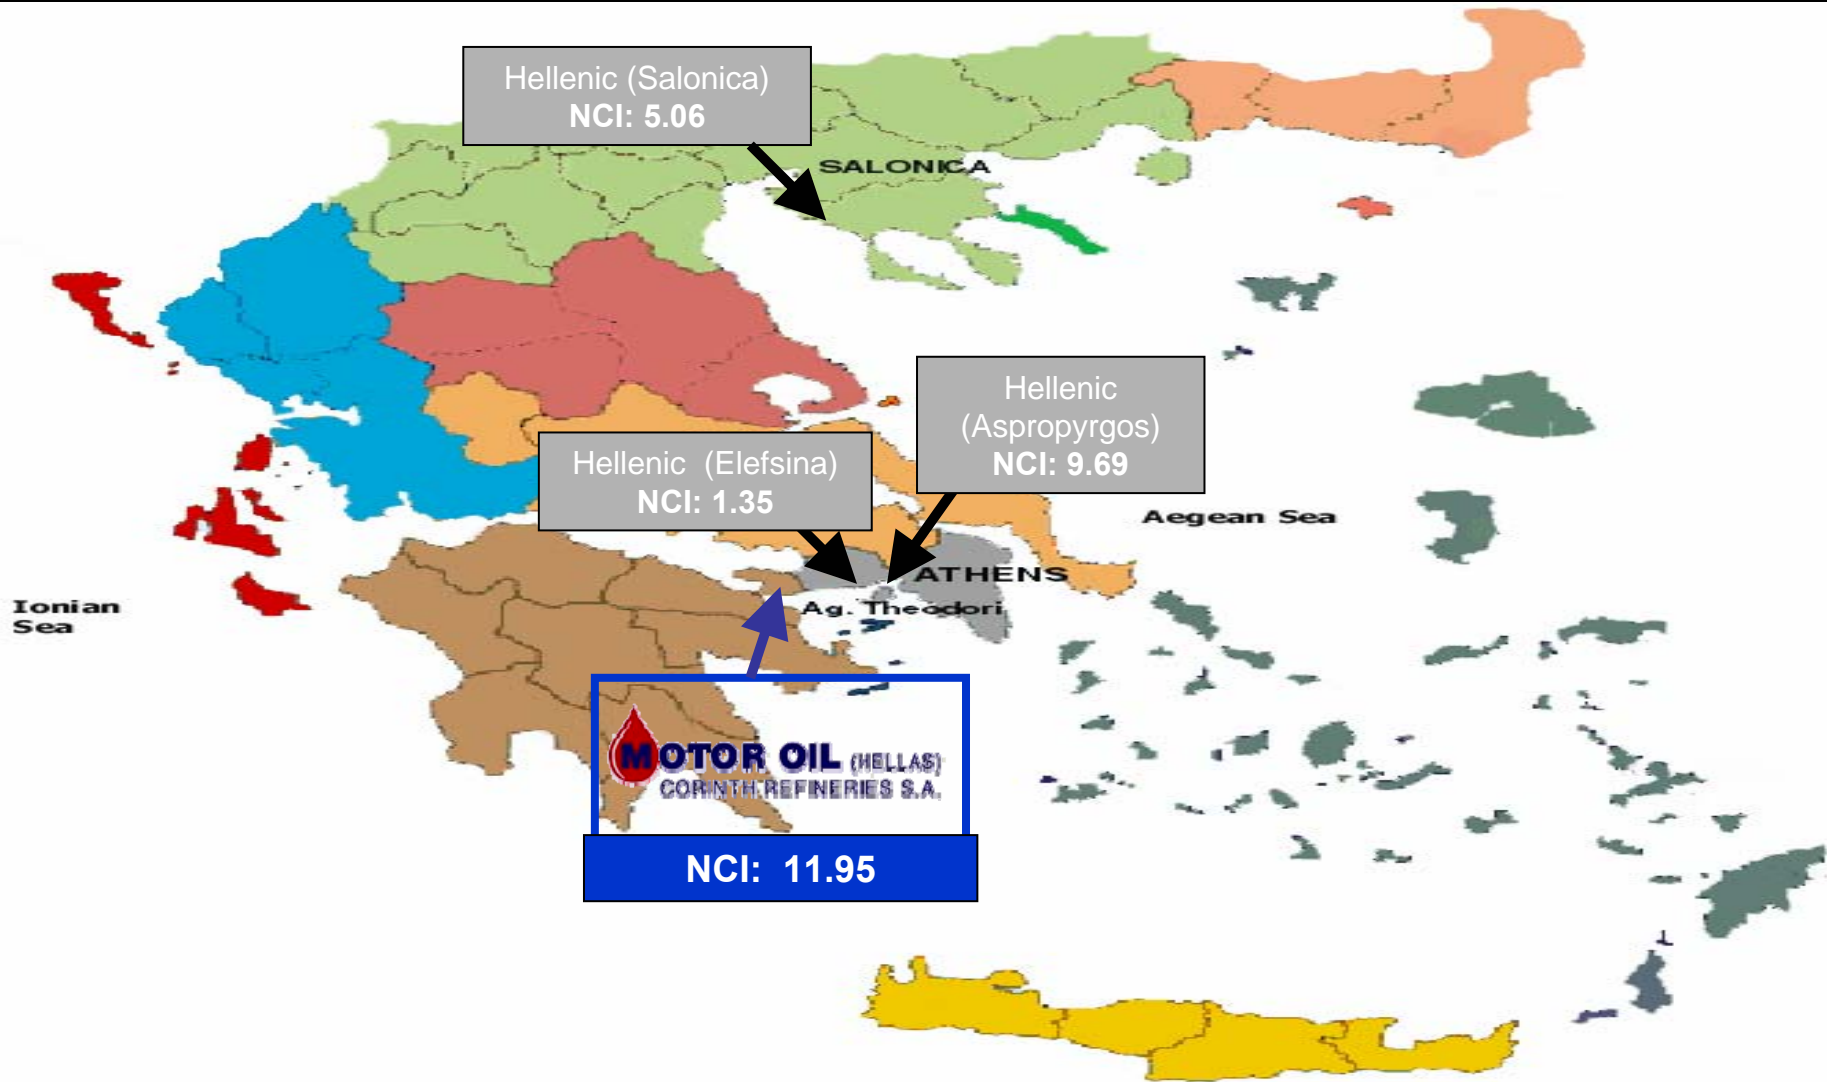 Hellenic (Salonica)
NCI: 5.06
SALONICA
Hellenic
(Aspropyrgos)
NCI: 9.69
Hellenic (Elefsina)
NCI: 1.35
Aegean Sea
ATHENS
Ag. Theodori
Ionian
Sea
MOTOR OIL (HELLAS)
CORINTH REFINERIES S.A.
NCI: 11.95